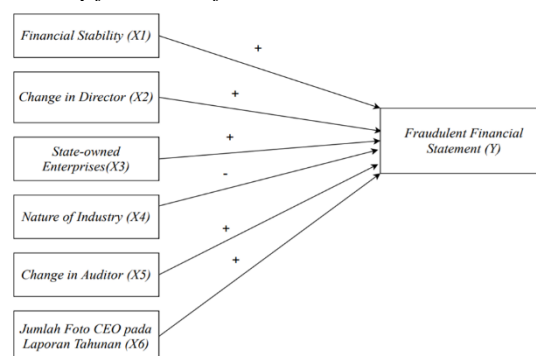 Financial Stability (X1)
+
Change in Director (X2)
+
State-owned
Enterprises(X3)
+
Fraudulent Financial
Statement (Y)
-
Nature of Industry (X4)
+
Change in Auditor (X5)
+
Jumlah Foto CEO pada
Laporan Tahunan (X6)